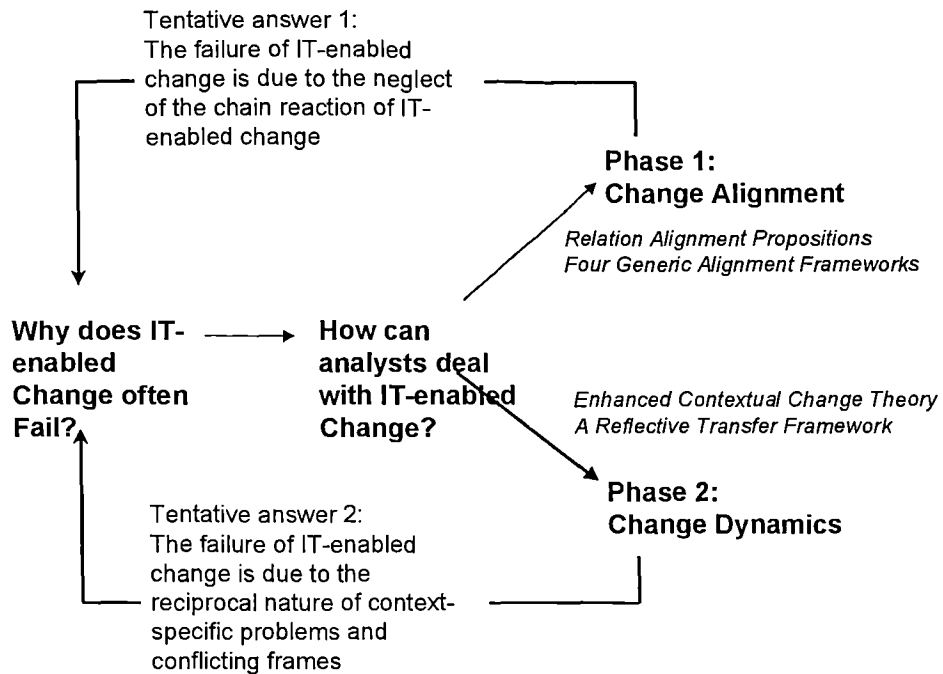 Tentative answer 1:
The failure of IT-enabled
change is due to the neglect
of the chain reaction of IT-
enabled change
Phase 1:
Change Alignment
Relation Alignment Propositions
Four Generic Alignment Frameworks
Why does IT-
enabled
Change often
Fail?
How can
analysts deal
with IT-enabled
Change?
Enhanced Contextual Change Theory
A Reflective Transfer Framework
Phase 2:
Change Dynamics
Tentative answer 2:
The failure of IT-enabled
change is due to the
reciprocal nature of context-
specific problems and
conflicting frames